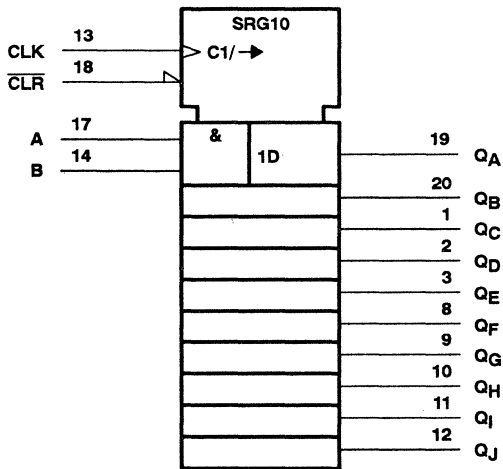 SRG10
CLK 13 C1/→
CLR 18
A 17 &
B 14 1D
19 QA
20 QB
1 QC
2 QD
3 QE
8 QF
9 QG
10 QH
11 QI
12 QJ